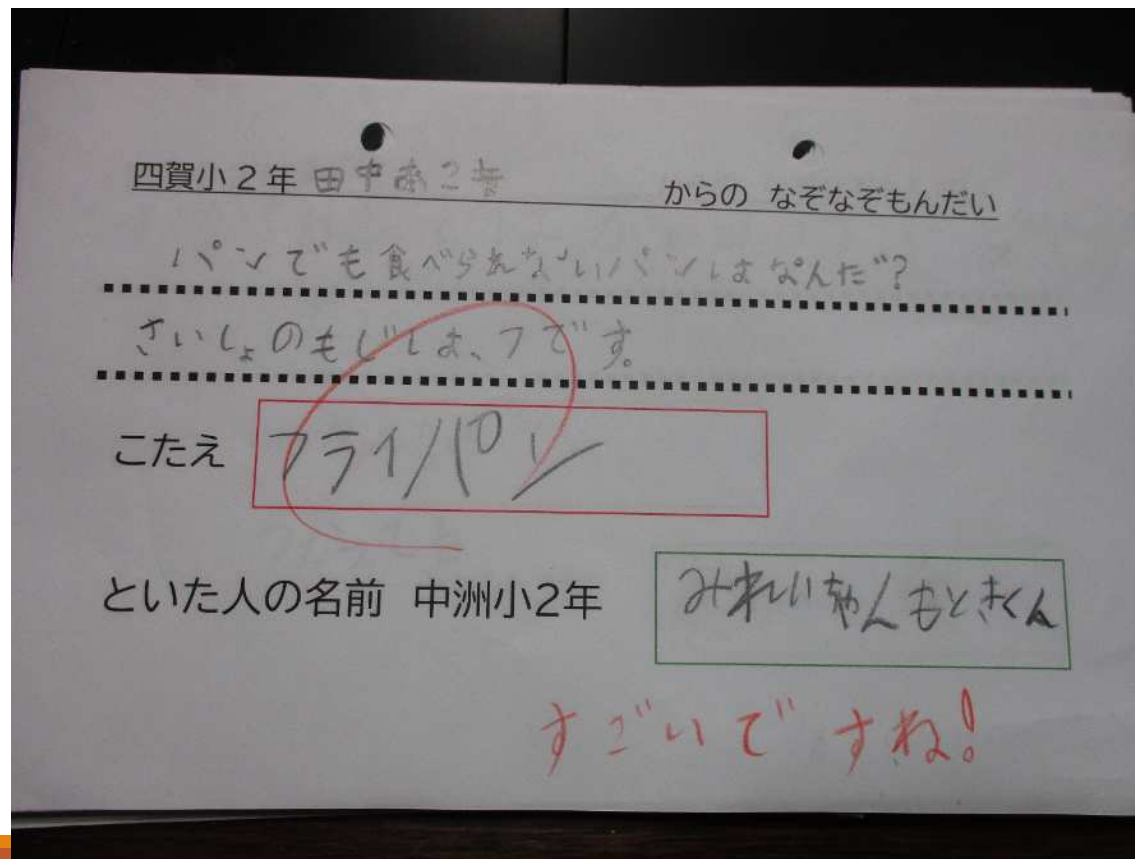 四賀小2年 田中 からの なぞなぞもんだい
パンでも食べられないパンはなんだ?
さいしょのもじは、フです。
こたえ フライパン
といた人の名前 中洲小2年 みれいちゃんもときくん
すごいですね!